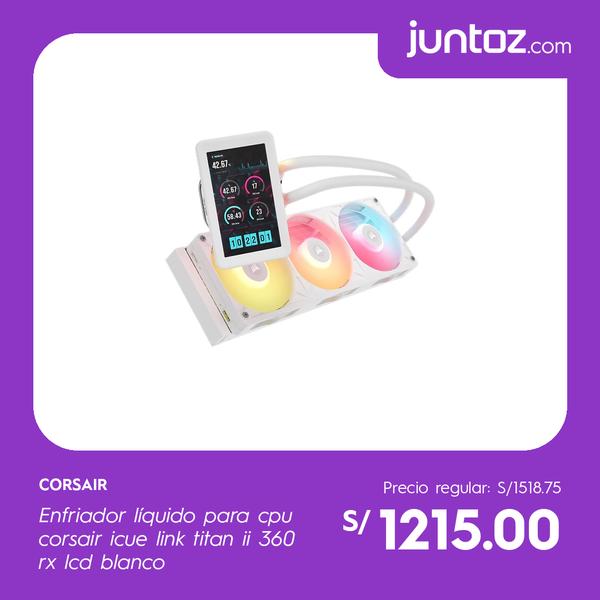 juntoz.com
42.67
42.67
17
58.43
23
10 22 01
CORSAIR
Enfriador líquido para cpu
corsair icue link titan ii 360
rx lcd blanco
Precio regular: S/1518.75
S/ 1215.00